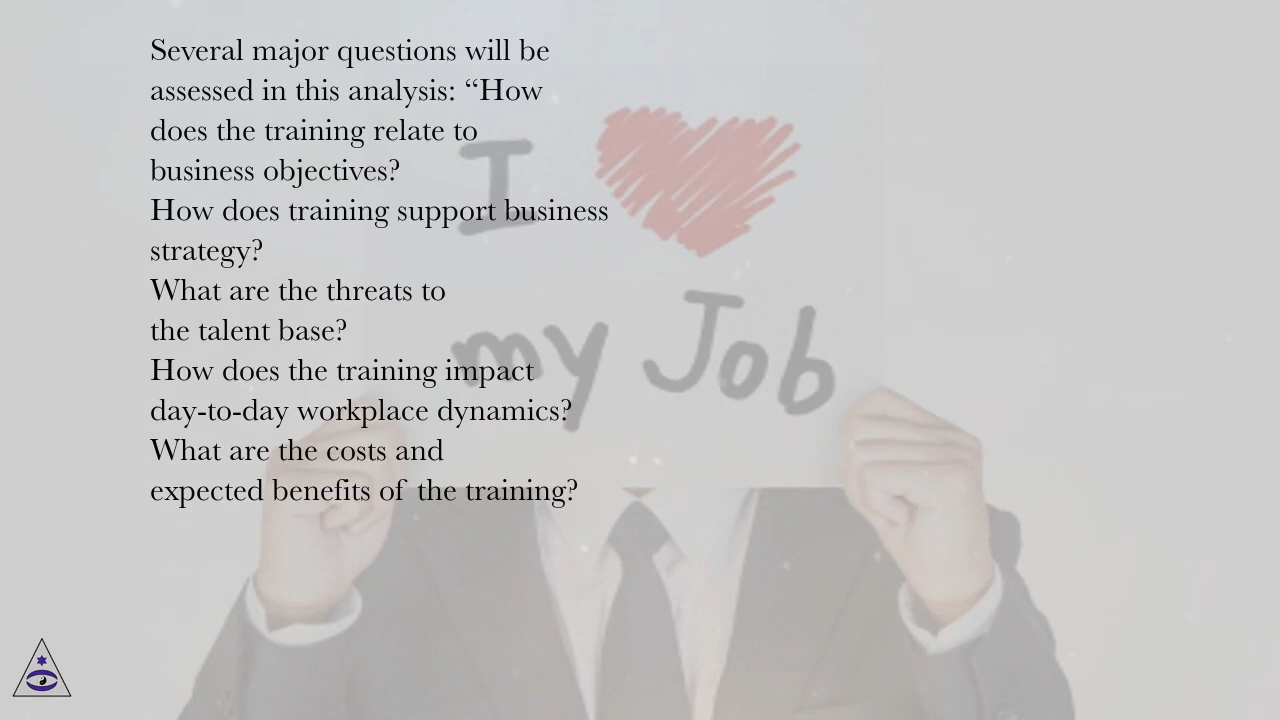 Several major questions will be
assessed in this analysis: “How
does the training relate to
business objectives?
How does training support business
strategy?
What are the threats to
the talent base?
How does the training impact
day-to-day workplace dynamics?
What are the costs and
expected benefits of the training?
I
my Job